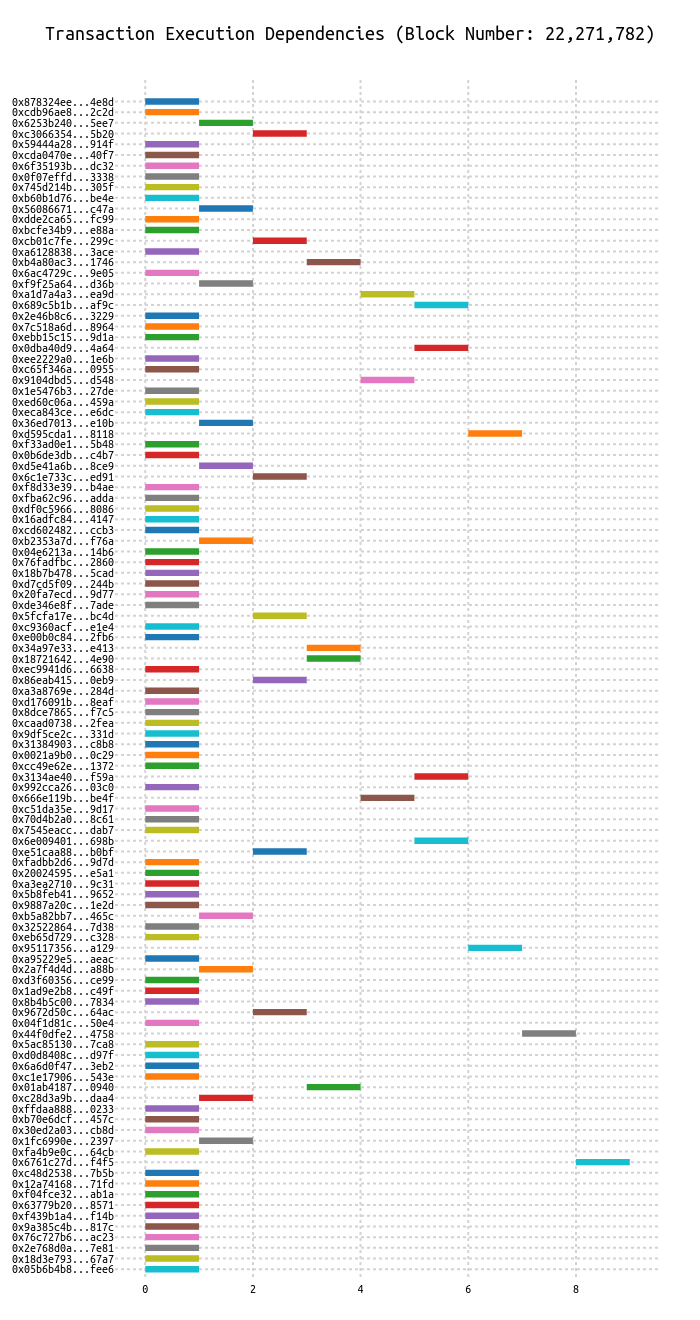 Transaction Execution Dependencies (Block Number: 22,271,782)
0x878324ee...4e8d
0xcdb96ae8...2c2d
0x6253b240...5ee7
0xc3066354...5b20
0x59444a28...914f
0xcda0470e...40f7
0x6f35193b...dc32
0x0f07effd...3338
0x745d214b...305f
0xb60b1d76...be4e
0x56086671...c47a
0xdde2ca65...fc99
0xbcfe34b9...e88a
0xcb01c7fe...299c
0xa6128838...3ace
0xb4a80ac3...1746
0x6ac4729c...9e05
0xf9f25a64...d36b
0xa1d7a4a3...ea9d
0x689c5b1b...af9c
0x2e46b8c6...3229
0x7c518a6d...8964
0xebb15c15...9d1a
0x0dba40d9...4a64
0xee2229a0...1e6b
0xc65f346a...0955
0x9104dbd5...d548
0x1e5476b3...27de
0xed60c06a...459a
0xeca843ce...e6dc
0x36ed7013...e10b
0xd595cda1...8118
0xf33ad0e1...5b48
0x0b6de3db...c4b7
0xd5e41a6b...8ce9
0x6c1e733c...ed91
0xf8d33e39...b4ae
0xfba62c96...adda
0xdf0c5966...8086
0x16adfc84...4147
0xcd602482...ccb3
0xb2353a7d...f76a
0x04e6213a...14b6
0x76fadfbc...2860
0x18b7b478...5cad
0xd7cd5f09...244b
0x20fa7ecd...9d77
0xde346e8f...7ade
0x5fcfa17e...bc4d
0xc9360acf...e1e4
0xe00b0c84...2fb6
0x34a97e33...e413
0x18721642...4e90
0xec9941d6...6638
0x86eab415...0eb9
0xa3a8769e...284d
0xd176091b...8eaf
0x8dce7865...f7c5
0xcaad0738...2fea
0x9df5ce2c...331d
0x31384903...c8b8
0x0021a9b0...0c29
0xcc49e62e...1372
0x3134ae40...f59a
0x992cca26...03c0
0x666e119b...be4f
0xc51da35e...9d17
0x70d4b2a0...8c61
0x7545eacc...dab7
0x6e009401...698b
0xe51caa88...b0bf
0xfadbb2d6...9d7d
0x20024595...e5a1
0xa3ea2710...9c31
0x5b8feb41...9652
0x9887a20c...1e2d
0xb5a82bb7...465c
0x32522864...7d38
0xeb65d729...c328
0x95117356...a129
0xa95229e5...aeac
0x2a7f4d4d...a88b
0xd3f60356...ce99
0x1ad9e2b8...c49f
0x8b4b5c00...7834
0x9672d50c...64ac
0x04f1d81c...50e4
0x44f0dfe2...4758
0x5ac85130...7ca8
0xd0d8408c...d97f
0x6a6d0f47...3eb2
0xc1e17906...543e
0x01ab4187...0940
0xc28d3a9b...daa4
0xffdaa888...0233
0xb70e6dcf...457c
0x30ed2a03...cb8d
0x1fc6990e...2397
0xfa4b9e0c...64cb
0x6761c27d...f4f5
0xc48d2538...7b5b
0x12a74168...71fd
0xf04fce32...ab1a
0x63779b20...8571
0xf439b1a4...f14b
0x9a385c4b...817c
0x76c727b6...ac23
0x2e768d0a...7e81
0x18d3e793...67a7
0x05b6b4b8...fee6
0 2 4 6 8